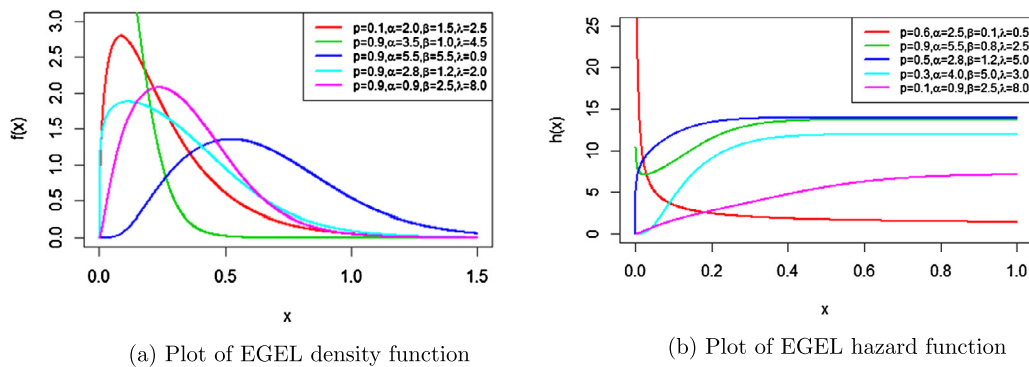 p=0.1,α=2.0,β=1.5,λ=2.5
p=0.9,α=3.5,β=1.0,λ=4.5
p=0.9,α=5.5,β=5.5,λ=0.9
p=0.9,α=2.8,β=1.2,λ=2.0
p=0.9,α=0.9,β=2.5,λ=8.0
f(x)
3.0
2.5
2.0
1.5
1.0
0.5
0.0
0.0 0.5 1.0 1.5
x
(a) Plot of EGEL density function
p=0.6,α=2.5,β=0.1,λ=0.5
p=0.9,α=5.5,β=0.8,λ=2.5
p=0.5,α=2.8,β=1.2,λ=5.0
p=0.3,α=4.0,β=5.0,λ=3.0
p=0.1,α=0.9,β=2.5,λ=8.0
h(x)
25
20
15
10
5
0
0.0 0.2 0.4 0.6 0.8 1.0
x
(b) Plot of EGEL hazard function